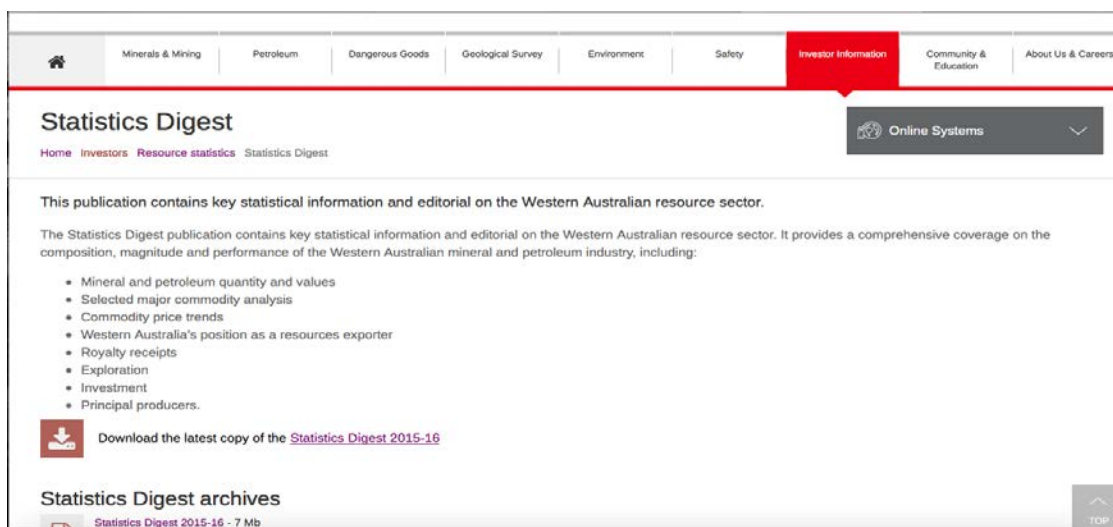 Minerals & Mining
Petroleum
Dangerous Goods
Geological Survey
Environment
Safety
Investor Information
Community &
Education
About Us & Careers
Statistics Digest
Online Systems
Home Investors Resource statistics Statistics Digest
This publication contains key statistical information and editorial on the Western Australian resource sector.
The Statistics Digest publication contains key statistical information and editorial on the Western Australian resource sector. It provides a comprehensive coverage on the
composition, magnitude and performance of the Western Australian mineral and petroleum industry, including:
Mineral and petroleum quantity and values
Selected major commodity analysis
Commodity price trends
Western Australia's position as a resources exporter
Royalty receipts
Exploration
Investment
Principal producers.
Download the latest copy of the Statistics Digest 2015-16
Statistics Digest archives
Statistics Digest 2015-16 - 7 Mb
TOP